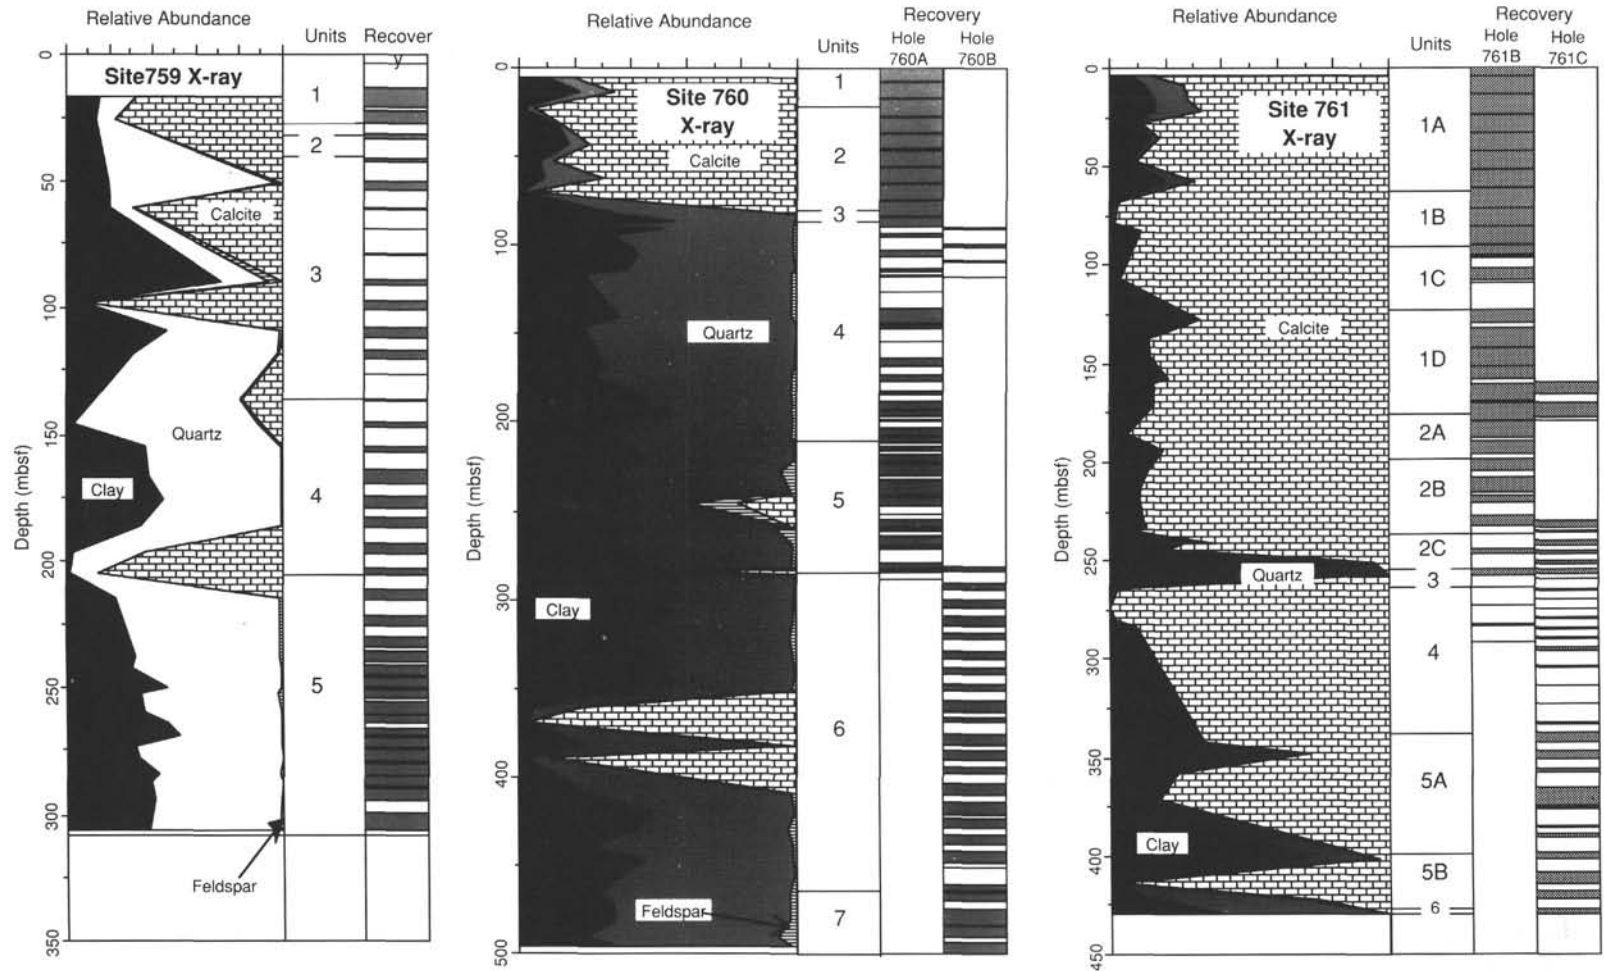 Relative Abundance
Units
Recover
y
Site759 X-ray
0
50
100
150
200
250
300
350
Depth (mbsf)
Calcite
Quartz
Clay
Feldspar
1
2
3
4
5
Relative Abundance
Recovery
Units
Hole
760A
Hole
760B
Site 760
X-ray
0
100
200
300
400
500
Depth (mbsf)
Calcite
Quartz
Clay
Feldspar
1
2
3
4
5
6
7
Relative Abundance
Recovery
Units
Hole
761B
Hole
761C
Site 761
X-ray
0
50
100
150
200
250
300
350
400
450
Depth (mbsf)
Calcite
Quartz
Clay
1A
1B
1C
1D
2A
2B
2C
3
4
5A
5B
6